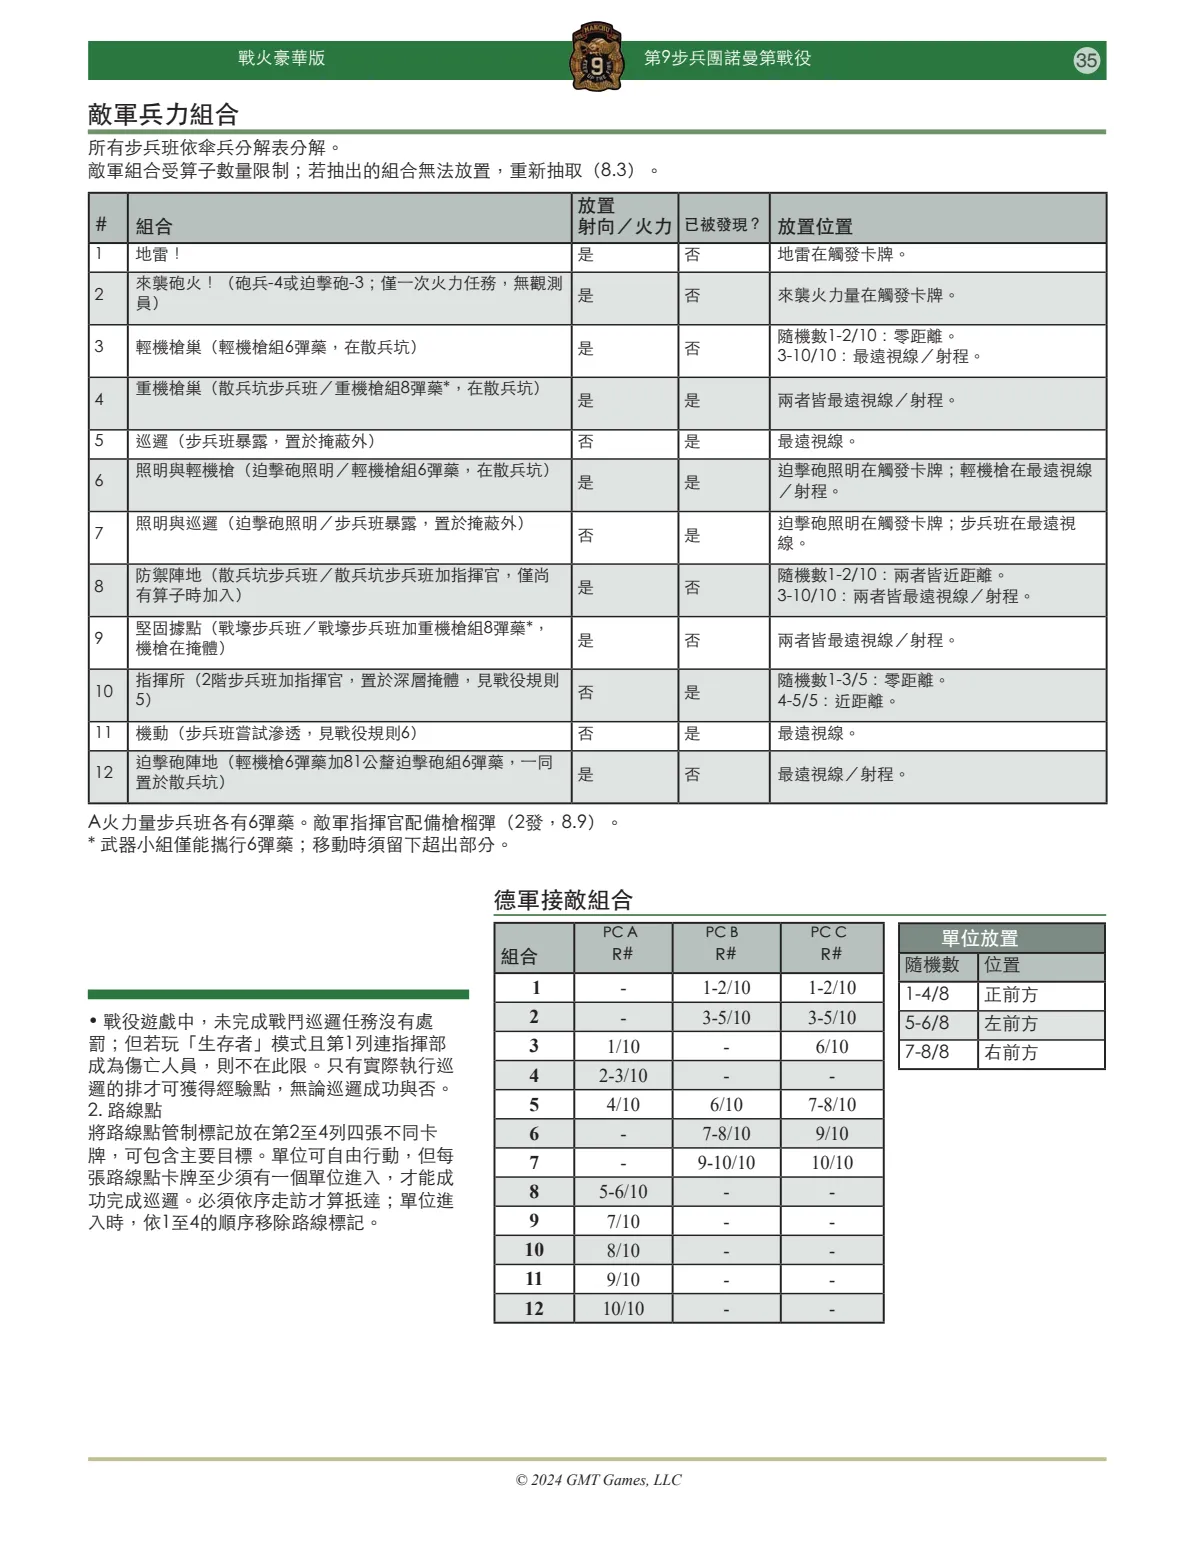 戰火豪華版
MANCHU
9
第9步兵團諾曼第戰役
35
敵軍兵力組合
所有步兵班依傘兵分解表分解。
敵軍組合受算子數量限制；若抽出的組合無法放置，重新抽取（8.3）。
# 組合 放置射向／火力 已被發現？ 放置位置
1 地雷！ 是 否 地雷在觸發卡牌。
2 來襲砲火！（砲兵-4或迫擊砲-3；僅一次火力任務，無觀測員） 是 否 來襲火力量在觸發卡牌。
3 輕機槍巢（輕機槍組6彈藥，在散兵坑） 是 否 隨機數1-2/10：零距離。
3-10/10：最遠視線／射程。
4 重機槍巢（散兵坑步兵班／重機槍組8彈藥*，在散兵坑） 是 是 兩者皆最遠視線／射程。
5 巡邏（步兵班暴露，置於掩蔽外） 否 是 最遠視線。
6 照明與輕機槍（迫擊砲照明／輕機槍組6彈藥，在散兵坑） 是 是 迫擊砲照明在觸發卡牌；輕機槍在最遠視線／射程。
7 照明與巡邏（迫擊砲照明／步兵班暴露，置於掩蔽外） 否 是 迫擊砲照明在觸發卡牌；步兵班在最遠視線。
8 防禦陣地（散兵坑步兵班／散兵坑步兵班加指揮官，僅尚有算子時加入） 是 否 隨機數1-2/10：兩者皆近距離。
3-10/10：兩者皆最遠視線／射程。
9 堅固據點（戰壕步兵班／戰壕步兵班加重機槍組8彈藥*，機槍在掩體） 是 否 兩者皆最遠視線／射程。
10 指揮所（2階步兵班加指揮官，置於深層掩體，見戰役規則5） 否 是 隨機數1-3/5：零距離。
4-5/5：近距離。
11 機動（步兵班嘗試滲透，見戰役規則6） 否 是 最遠視線。
12 迫擊砲陣地（輕機槍6彈藥加81公釐迫擊砲組6彈藥，一同置於散兵坑） 是 否 最遠視線／射程。
A火力量步兵班各有6彈藥。敵軍指揮官配備槍榴彈（2發，8.9）。
* 武器小組僅能攜行6彈藥；移動時須留下超出部分。
• 戰役遊戲中，未完成戰鬥巡邏任務沒有處
罰；但若玩「生存者」模式且第1列連指揮部
成為傷亡人員，則不在此限。只有實際執行巡
邏的排才可獲得經驗點，無論巡邏成功與否。
2. 路線點
將路線點管制標記放在第2至4列四張不同卡
牌，可包含主要目標。單位可自由行動，但每
張路線點卡牌至少須有一個單位進入，才能成
功完成巡邏。必須依序走訪才算抵達；單位進
入時，依1至4的順序移除路線標記。
德軍接敵組合
組合 PC A R# PC B R# PC C R#
1 - 1-2/10 1-2/10
2 - 3-5/10 3-5/10
3 1/10 - 6/10
4 2-3/10 - -
5 4/10 6/10 7-8/10
6 - 7-8/10 9/10
7 - 9-10/10 10/10
8 5-6/10 - -
9 7/10 - -
10 8/10 - -
11 9/10 - -
12 10/10 - -
單位放置
隨機數 位置
1-4/8 正前方
5-6/8 左前方
7-8/8 右前方
© 2024 GMT Games, LLC